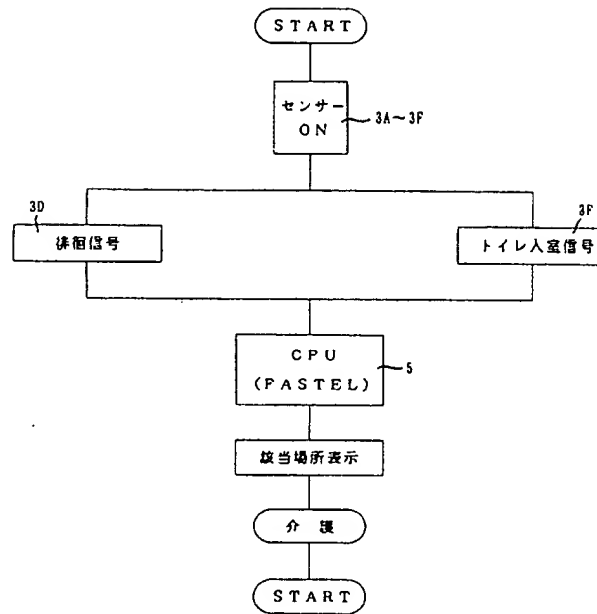 START
センサー
ON
3A～3F
3D
徘徊信号
3F
トイレ入室信号
CPU
(FASTEL)
5
該当場所表示
介護
START